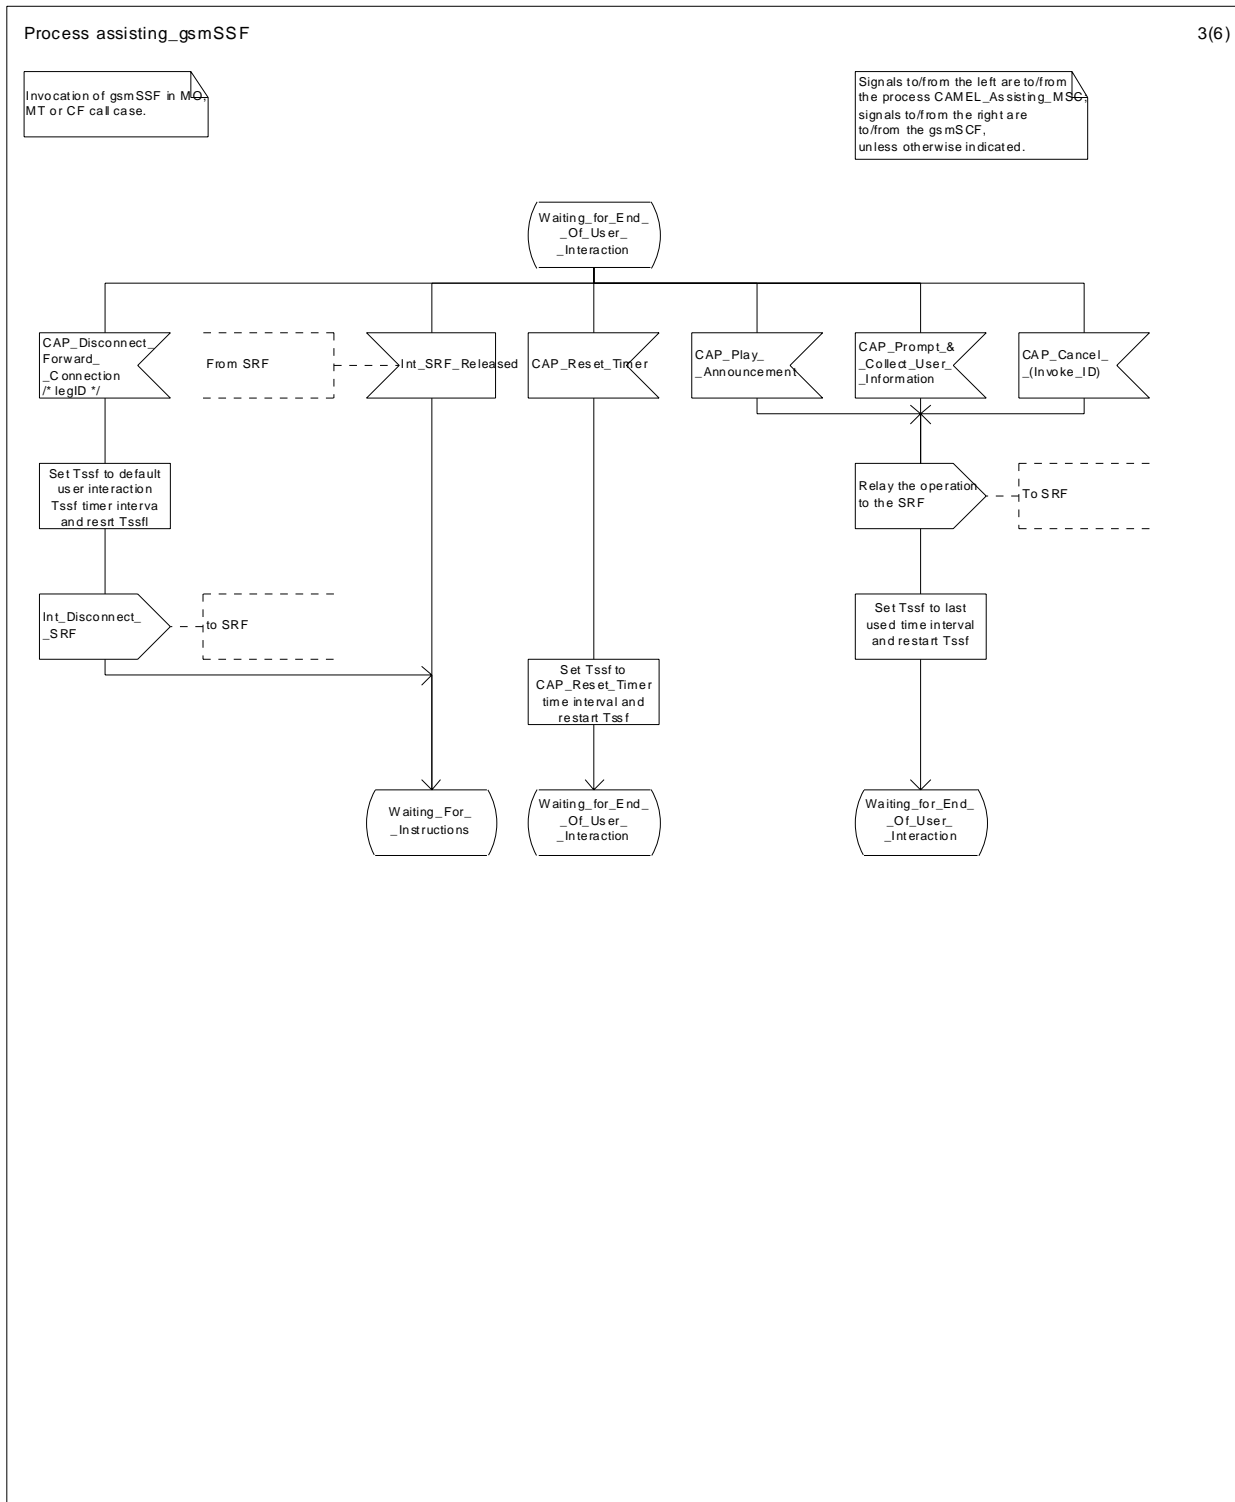 Process assisting_gsmSSF
3(6)
Invocation of gsmSSF in MO,
MT or CF call case.
Signals to/from the left are to/from
the process CAMEL_Assisting_MSC;
signals to/from the right are
to/from the gsmSCF,
unless otherwise indicated.
Waiting_for_End_
_Of_User_
_Interaction
CAP_Disconnect_
Forward_
_Connection
/* legID */
From SRF
Int_SRF_Released
CAP_Reset_Timer
CAP_Play_
_Announcement
CAP_Prompt_&
_Collect_User_
_Information
CAP_Cancel_
_(Invoke_ID)
Set Tssf to default
user interaction
Tssf timer interva
and resrt Tssfl
Relay the operation
to the SRF
To SRF
Int_Disconnect_
_SRF
to SRF
Set Tssf to last
used time interval
and restart Tssf
Set Tssf to
CAP_Reset_Timer
time interval and
restart Tssf
Waiting_For_
_Instructions
Waiting_for_End_
_Of_User_
_Interaction
Waiting_for_End_
_Of_User_
_Interaction